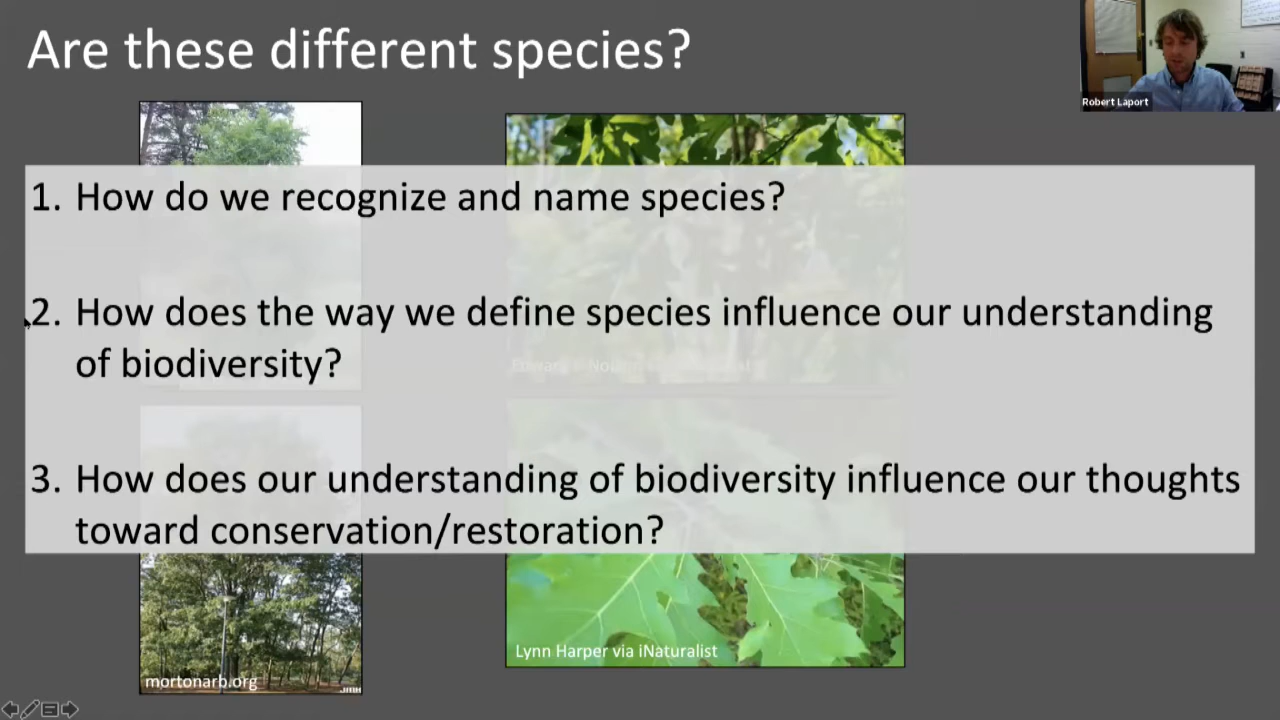 Are these different species?
Robert Laport
1. How do we recognize and name species?
2. How does the way we define species influence our understanding
of biodiversity?
3. How does our understanding of biodiversity influence our thoughts
toward conservation/restoration?
Lynn Harper via iNaturalist
mortonarb.org